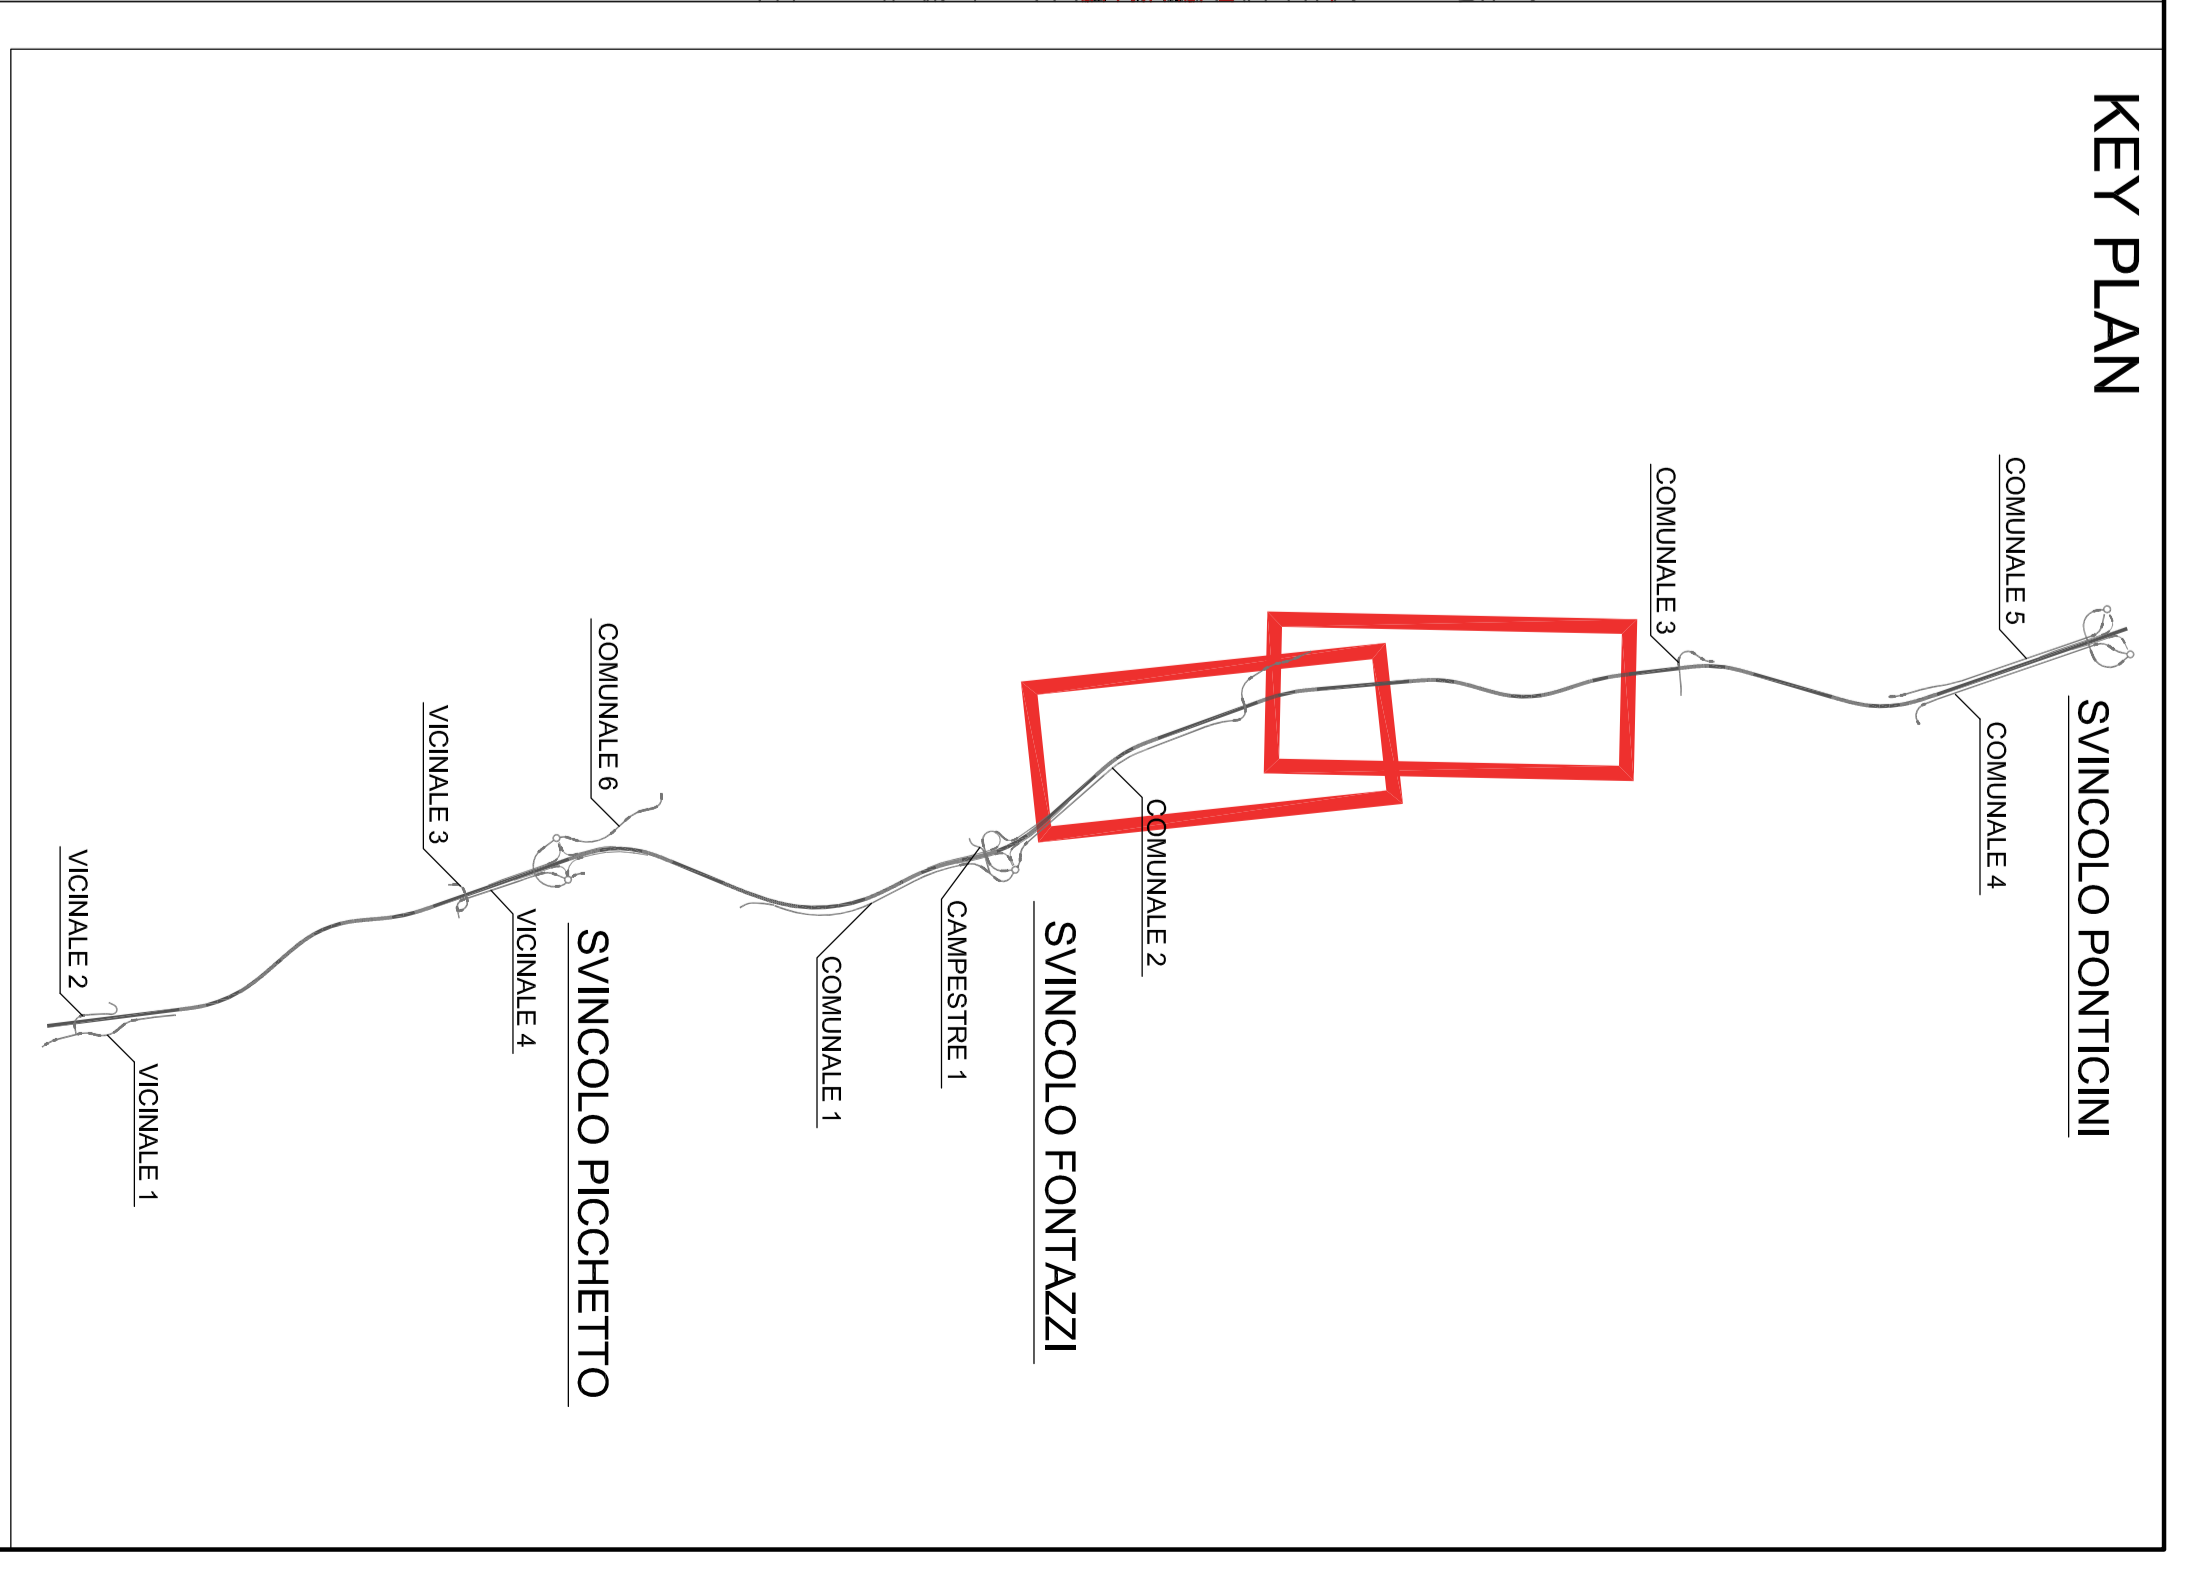 KEY PLAN
COMUNALE 5
SVINCOLO PONTICINI
COMUNALE 4
COMUNALE 3
COMUNALE 2
SVINCOLO FONTAZZI
CAMPESTRE 1
COMUNALE 1
COMUNALE 6
SVINCOLO PICCHETTO
VICINALE 4
VICINALE 3
VICINALE 1
VICINALE 2